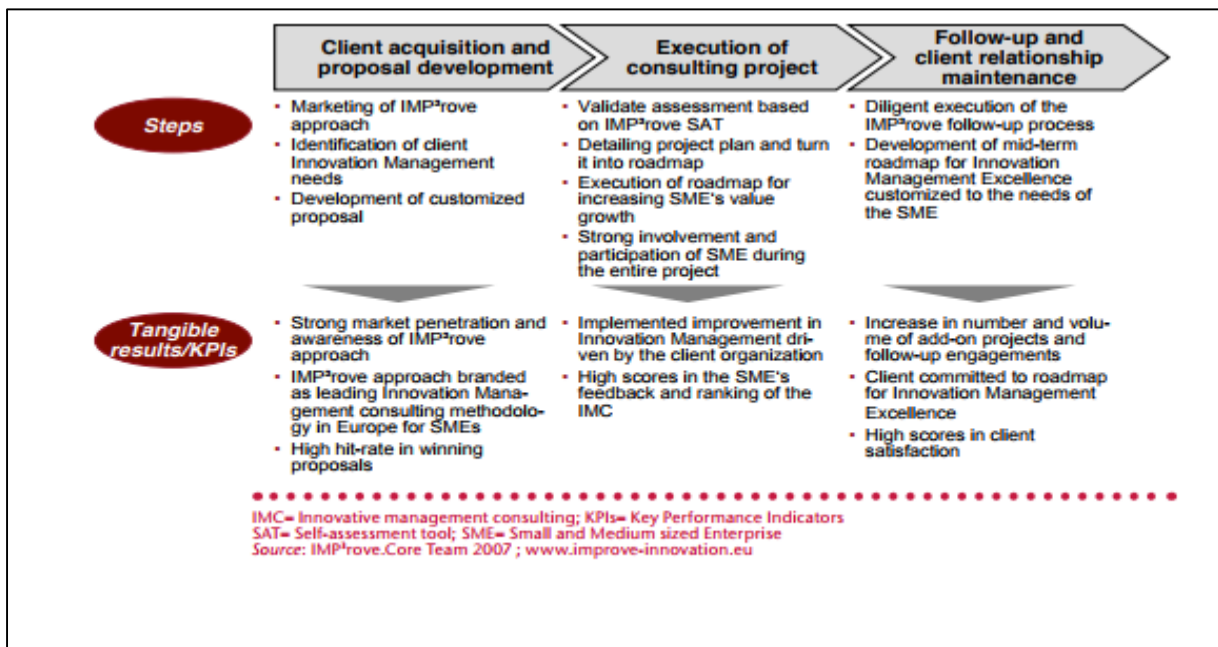 Client acquisition and
proposal development
Execution of
consulting project
Follow-up and
client relationship
maintenance
Steps
▪ Marketing of IMP³rove
approach
▪ Identification of client
Innovation Management
needs
▪ Development of customized
proposal
▪ Validate assessment based
on IMP³rove SAT
▪ Detailing project plan and turn
it into roadmap
▪ Execution of roadmap for
increasing SME's value
growth
▪ Strong involvement and
participation of SME during
the entire project
▪ Diligent execution of the
IMP³rove follow-up process
▪ Development of mid-term
roadmap for Innovation
Management Excellence
customized to the needs of
the SME
Tangible
results/KPIs
▪ Strong market penetration and
awareness of IMP³rove
approach
▪ IMP³rove approach branded
as leading Innovation Mana-
gement consulting methodolo-
gy in Europe for SMEs
▪ High hit-rate in winning
proposals
▪ Implemented improvement in
Innovation Management dri-
ven by the client organization
▪ High scores in the SME's
feedback and ranking of the
IMC
▪ Increase in number and volu-
me of add-on projects and
follow-up engagements
▪ Client committed to roadmap
for Innovation Management
Excellence
▪ High scores in client
satisfaction
IMC= Innovative management consulting; KPIs= Key Performance Indicators
SAT= Self-assessment tool; SME= Small and Medium sized Enterprise
Source: IMP³rove.Core Team 2007 ; www.improve-innovation.eu